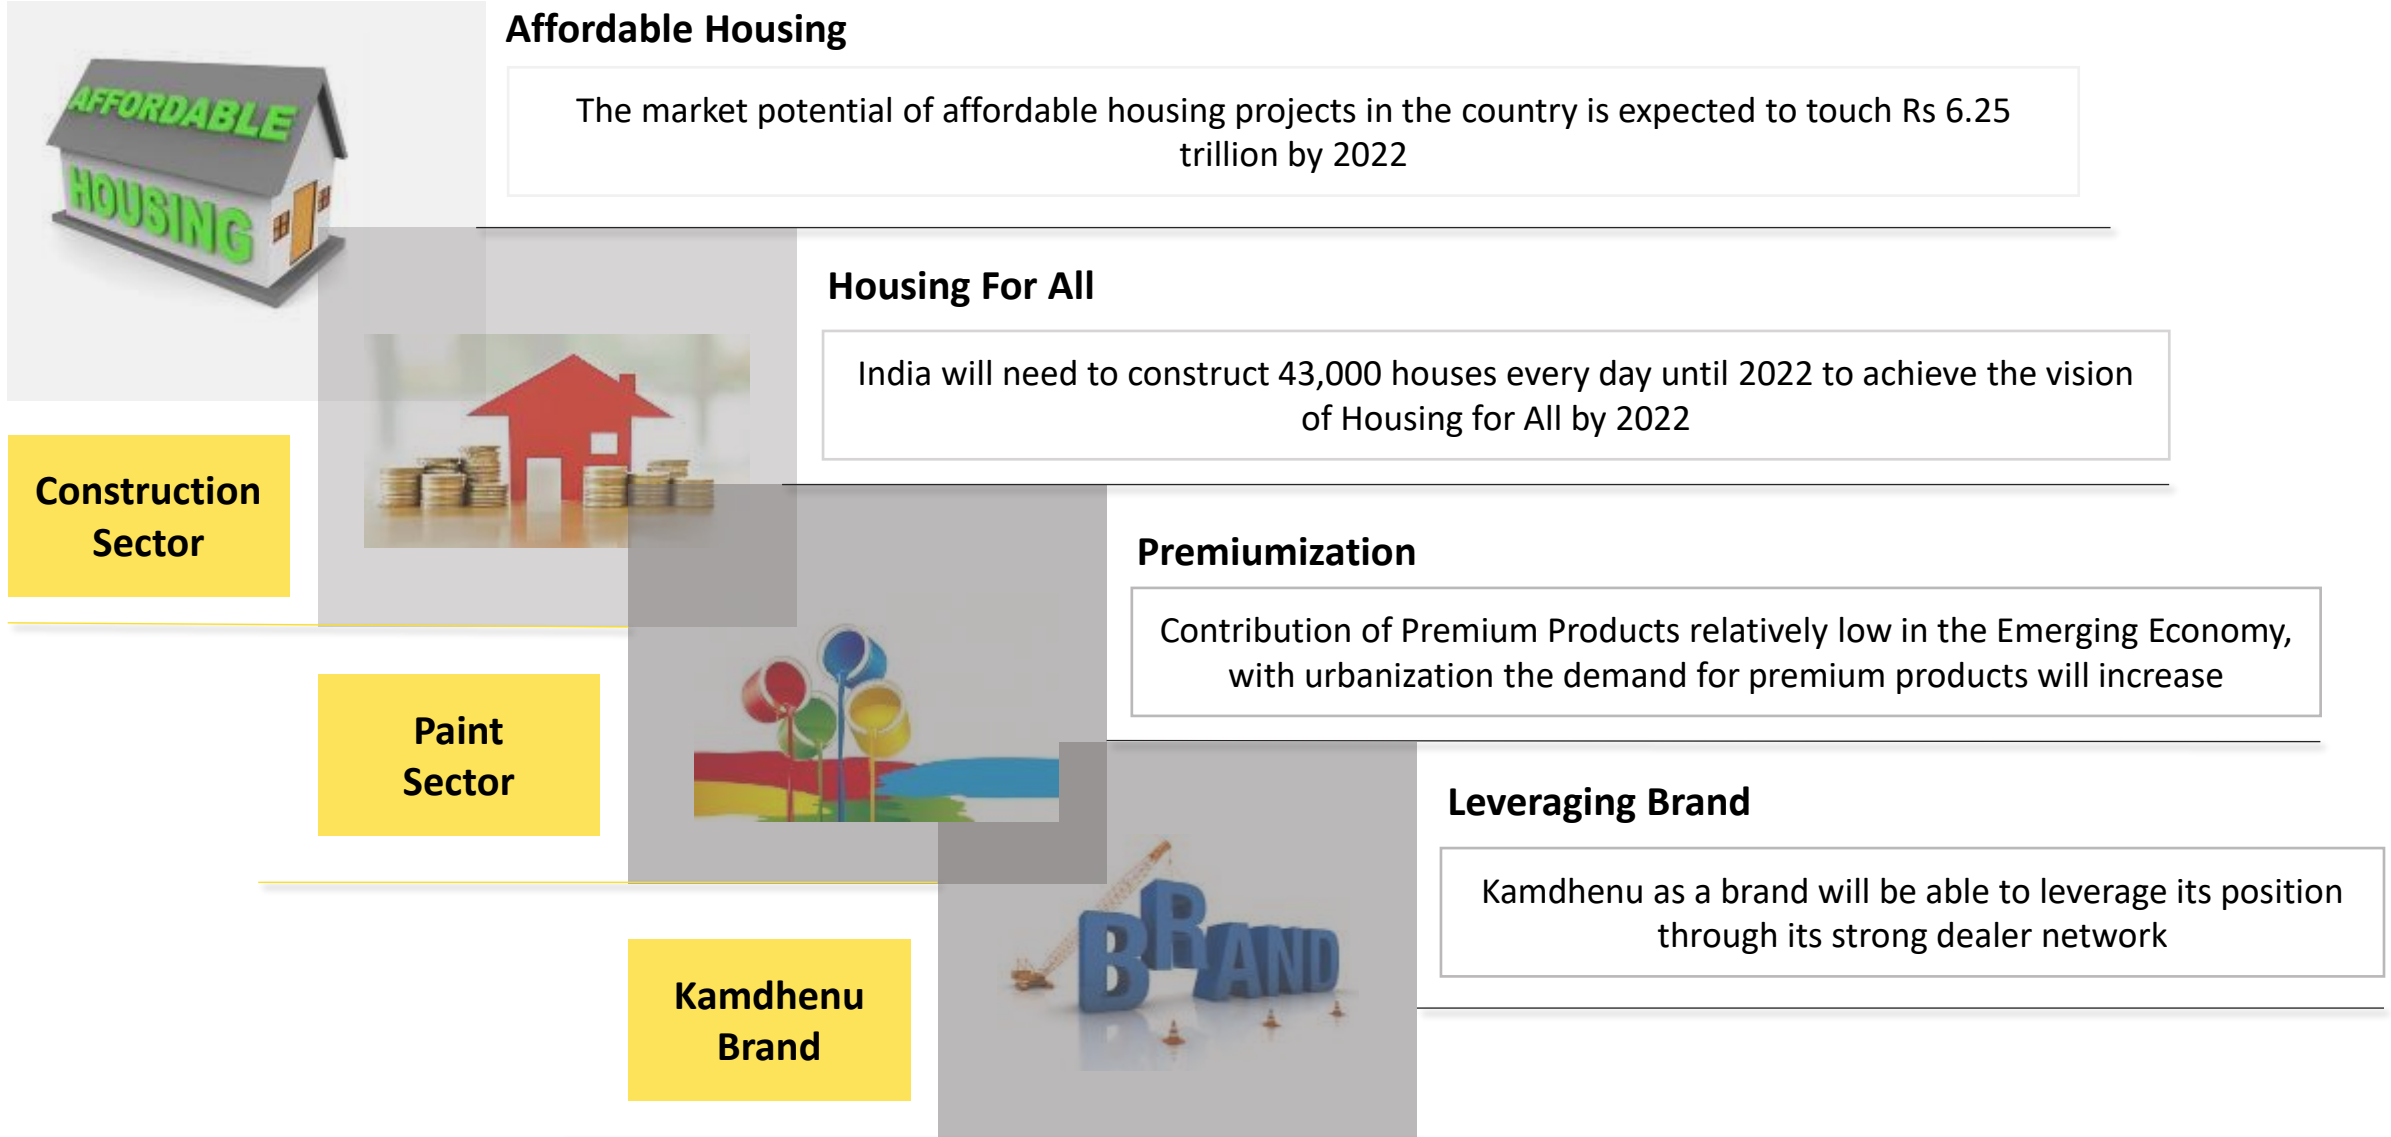 Affordable Housing
AFFORDABLE
HOUSING
The market potential of affordable housing projects in the country is expected to touch Rs 6.25
trillion by 2022
Housing For All
India will need to construct 43,000 houses every day until 2022 to achieve the vision
of Housing for All by 2022
Construction
Sector
Premiumization
Contribution of Premium Products relatively low in the Emerging Economy,
with urbanization the demand for premium products will increase
Paint
Sector
Leveraging Brand
Kamdhenu as a brand will be able to leverage its position
through its strong dealer network
BRAND
Kamdhenu
Brand